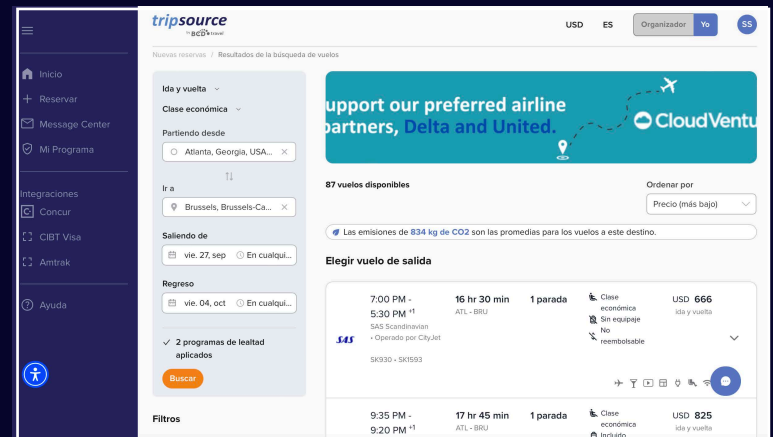 tripsource
by BCD travel
USD ES Organizador Yo SS
Nuevas reservas / Resultados de la búsqueda de vuelos
Inicio
Reservar
Message Center
Mi Programa
Integraciones
Concur
CIBT Visa
Amtrak
Ayuda
Ida y vuelta
Clase económica
Partiendo desde
Atlanta, Georgia, USA...
Ir a
Brussels, Brussels-Ca...
Saliendo de
vie. 27, sep En cualqui...
Regreso
vie. 04, oct En cualqui...
2 programas de lealtad
aplicados
Buscar
Filtros
upport our preferred airline
partners, Delta and United.
CloudVentu
87 vuelos disponibles
Ordenar por
Precio (más bajo)
Las emisiones de 834 kg de CO2 son las promedias para los vuelos a este destino.
Elegir vuelo de salida
SAS
7:00 PM -
5:30 PM +1
SAS Scandinavian
• Operado por CityJet
SK930 • SK1593
16 hr 30 min
ATL - BRU
1 parada
Clase
económica
Sin equipaje
No
reembolsable
USD 666
ida y vuelta
9:35 PM -
9:20 PM +1
17 hr 45 min
ATL - BRU
1 parada
Clase
económica
Incluido
USD 825
ida y vuelta